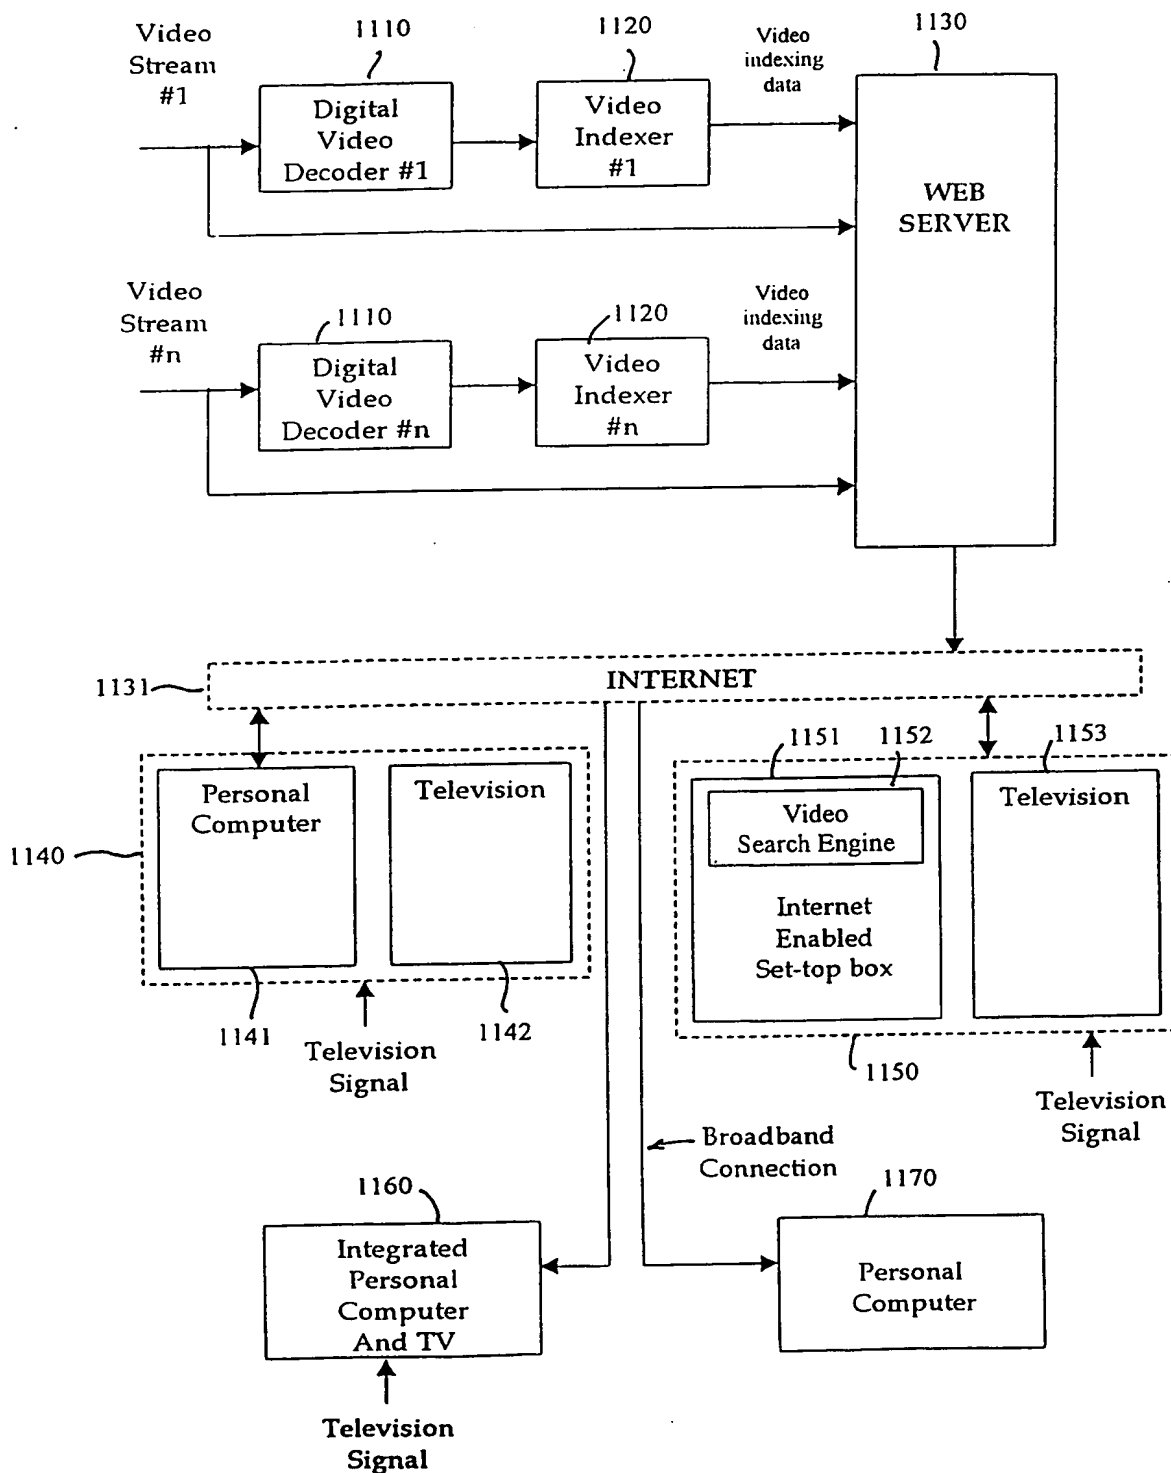 1110
1120
1130
Video
Stream
#1
Video
indexing
data
Digital
Video
Decoder #1
Video
Indexer
#1
WEB
SERVER
Video
Stream
#n
1110
1120
Video
indexing
data
Digital
Video
Decoder #n
Video
Indexer
#n
1131
INTERNET
1151
1152
1153
Personal
Computer
Television
Video
Search Engine
Television
1140
Internet
Enabled
Set-top box
1141
1142
Television
Signal
1150
Television
Signal
Broadband
Connection
1160
1170
Integrated
Personal
Computer
And TV
Personal
Computer
Television
Signal